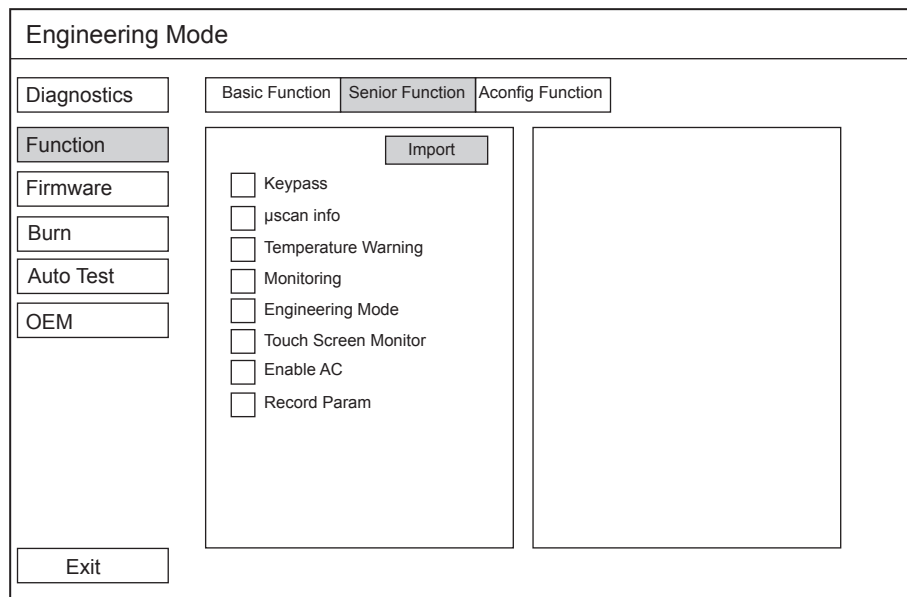 Engineering Mode
Diagnostics
Function
Firmware
Burn
Auto Test
OEM
Exit
Basic Function
Senior Function
Aconfig Function
Import
Keypass
µscan info
Temperature Warning
Monitoring
Engineering Mode
Touch Screen Monitor
Enable AC
Record Param